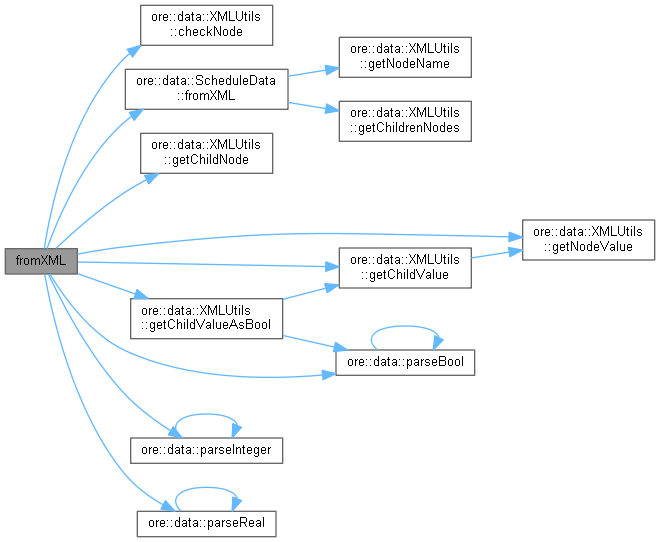 ore::data::XMLUtils
::checkNode
ore::data::ScheduleData
::fromXML
ore::data::XMLUtils
::getNodeName
ore::data::XMLUtils
::getChildrenNodes
ore::data::XMLUtils
::getChildNode
ore::data::XMLUtils
::getNodeValue
fromXML
ore::data::XMLUtils
::getChildValue
ore::data::XMLUtils
::getChildValueAsBool
ore::data::parseBool
ore::data::parseInteger
ore::data::parseReal